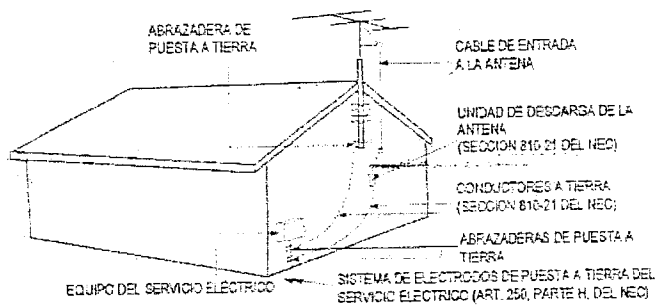 ABRAZADERA DE
PUESTA A TIERRA
CABLE DE ENTRADA
A LA ANTENA
UNIDAD DE DESCARGA DE LA
ANTENA
(SECCION 810-21 DEL NEC)
CONDUCTORES A TIERRA
(SECCION 810-21 DEL NEC)
ABRAZADERAS DE PUESTA A
TIERRA
EQUIPO DEL SERVICIO ELÉCTRICO
SISTEMA DE ELECTRODOS DE PUESTA A TIERRA DEL
SERVICIO ELÉCTRICO (ART. 250, PARTE H, DEL NEC)